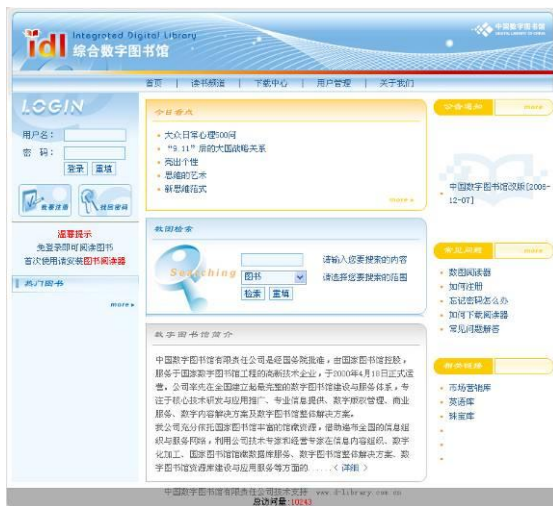 idl Integrated Digital Library
综合数字图书馆
中国数字图书馆
首页 | 读书频道 | 下载中心 | 用户管理 | 关于我们
LOGIN
用户名：
密 码：
登录 重填
免费注册 找回密码
温馨提示
免登录即可阅读图书
首次使用请安装图书阅读器
热门图书
more
今日看点
大众日常心理500问
“9.11”后的大国战略关系
亮出个性
思维的艺术
新思维范式
more
数图检索
Searching
请输入您要搜索的内容
图书
请选择您要搜索的范围
检索 重填
数字图书馆简介
中国数字图书馆有限责任公司是经国务院批准，由国家图书馆控股，
服务于国家数字图书馆工程的高新技术企业，于2000年4月18日正式运
营。公司率先在全国建立起最完整的数字图书馆建设与服务体系，专
注于核心技术研发与应用推广、专业信息提供、数字版权管理、商业
服务、数字内容解决方案及数字图书馆整体解决方案。
我公司充分依托国家图书馆丰富的馆藏资源，借助遍布全国的信息组
织与服务网络，利用公司技术专家和经营专家在信息内容组织、数字
化加工、国家图书馆馆藏数据库服务、数字图书馆整体解决方案、数
字图书馆资源库建设与应用服务等方面的......< 详细 >
公告通知
more
中国数字图书馆改版[2006-
12-07]
常见问题
more
数图阅读器
如何注册
忘记密码怎么办
如何下载阅读器
常见问题解答
相关链接
more
市场营销库
英语库
珠宝库
中国数字图书馆有限责任公司技术支持 www.d-library.com.cn
总访问量:10243